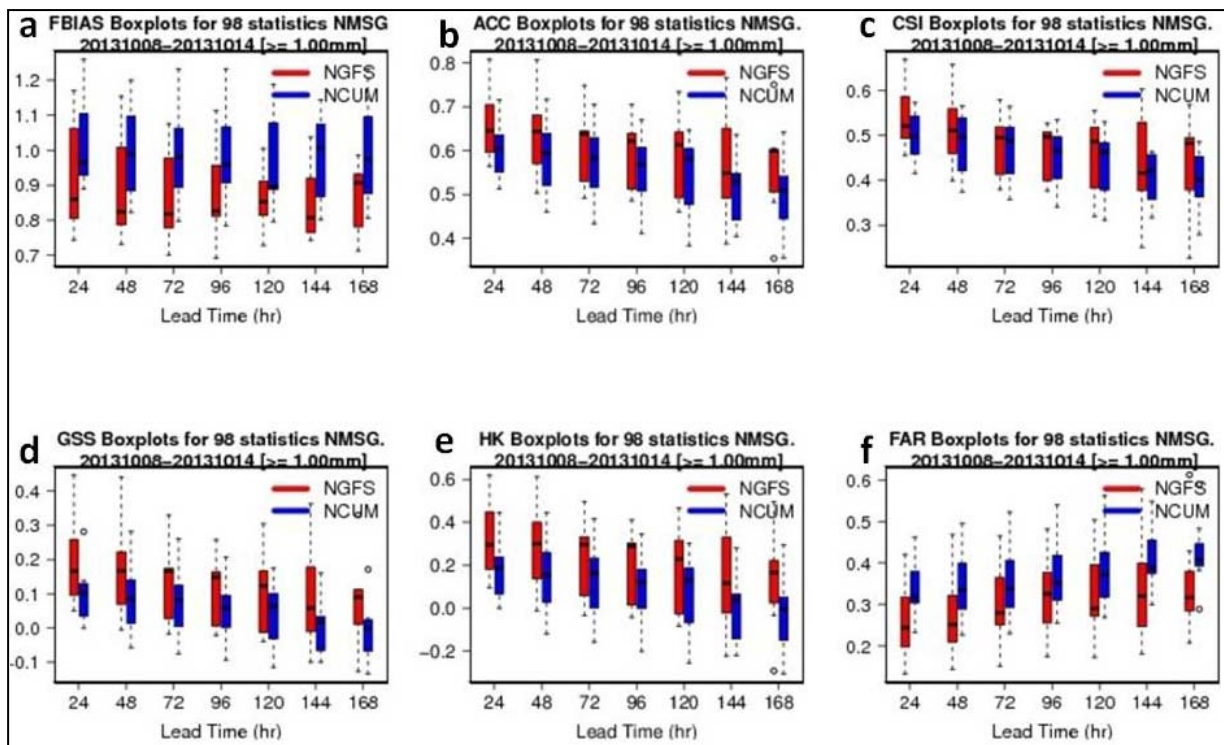 a FBIAS Boxplots for 98 statistics NMSG
20131008-20131014 [>= 1.00mm]
NGFS
NCUM
1.2
1.1
1.0
0.9
0.8
0.7
24 48 72 96 120 144 168
Lead Time (hr)
b ACC Boxplots for 98 statistics NMSG.
20131008-20131014 [>= 1.00mm]
NGFS
NCUM
0.8
0.7
0.6
0.5
0.4
24 48 72 96 120 144 168
Lead Time (hr)
c CSI Boxplots for 98 statistics NMSG.
20131008-20131014 [>= 1.00mm]
NGFS
NCUM
0.6
0.5
0.4
0.3
24 48 72 96 120 144 168
Lead Time (hr)
d GSS Boxplots for 98 statistics NMSG.
20131008-20131014 [>= 1.00mm]
NGFS
NCUM
0.4
0.3
0.2
0.1
0.0
-0.1
24 48 72 96 120 144 168
Lead Time (hr)
e HK Boxplots for 98 statistics NMSG.
20131008-20131014 [>= 1.00mm]
NGFS
NCUM
0.6
0.4
0.2
0.0
-0.2
24 48 72 96 120 144 168
Lead Time (hr)
f FAR Boxplots for 98 statistics NMSG.
20131008-20131014 [>= 1.00mm]
NGFS
NCUM
0.6
0.5
0.4
0.3
0.2
24 48 72 96 120 144 168
Lead Time (hr)